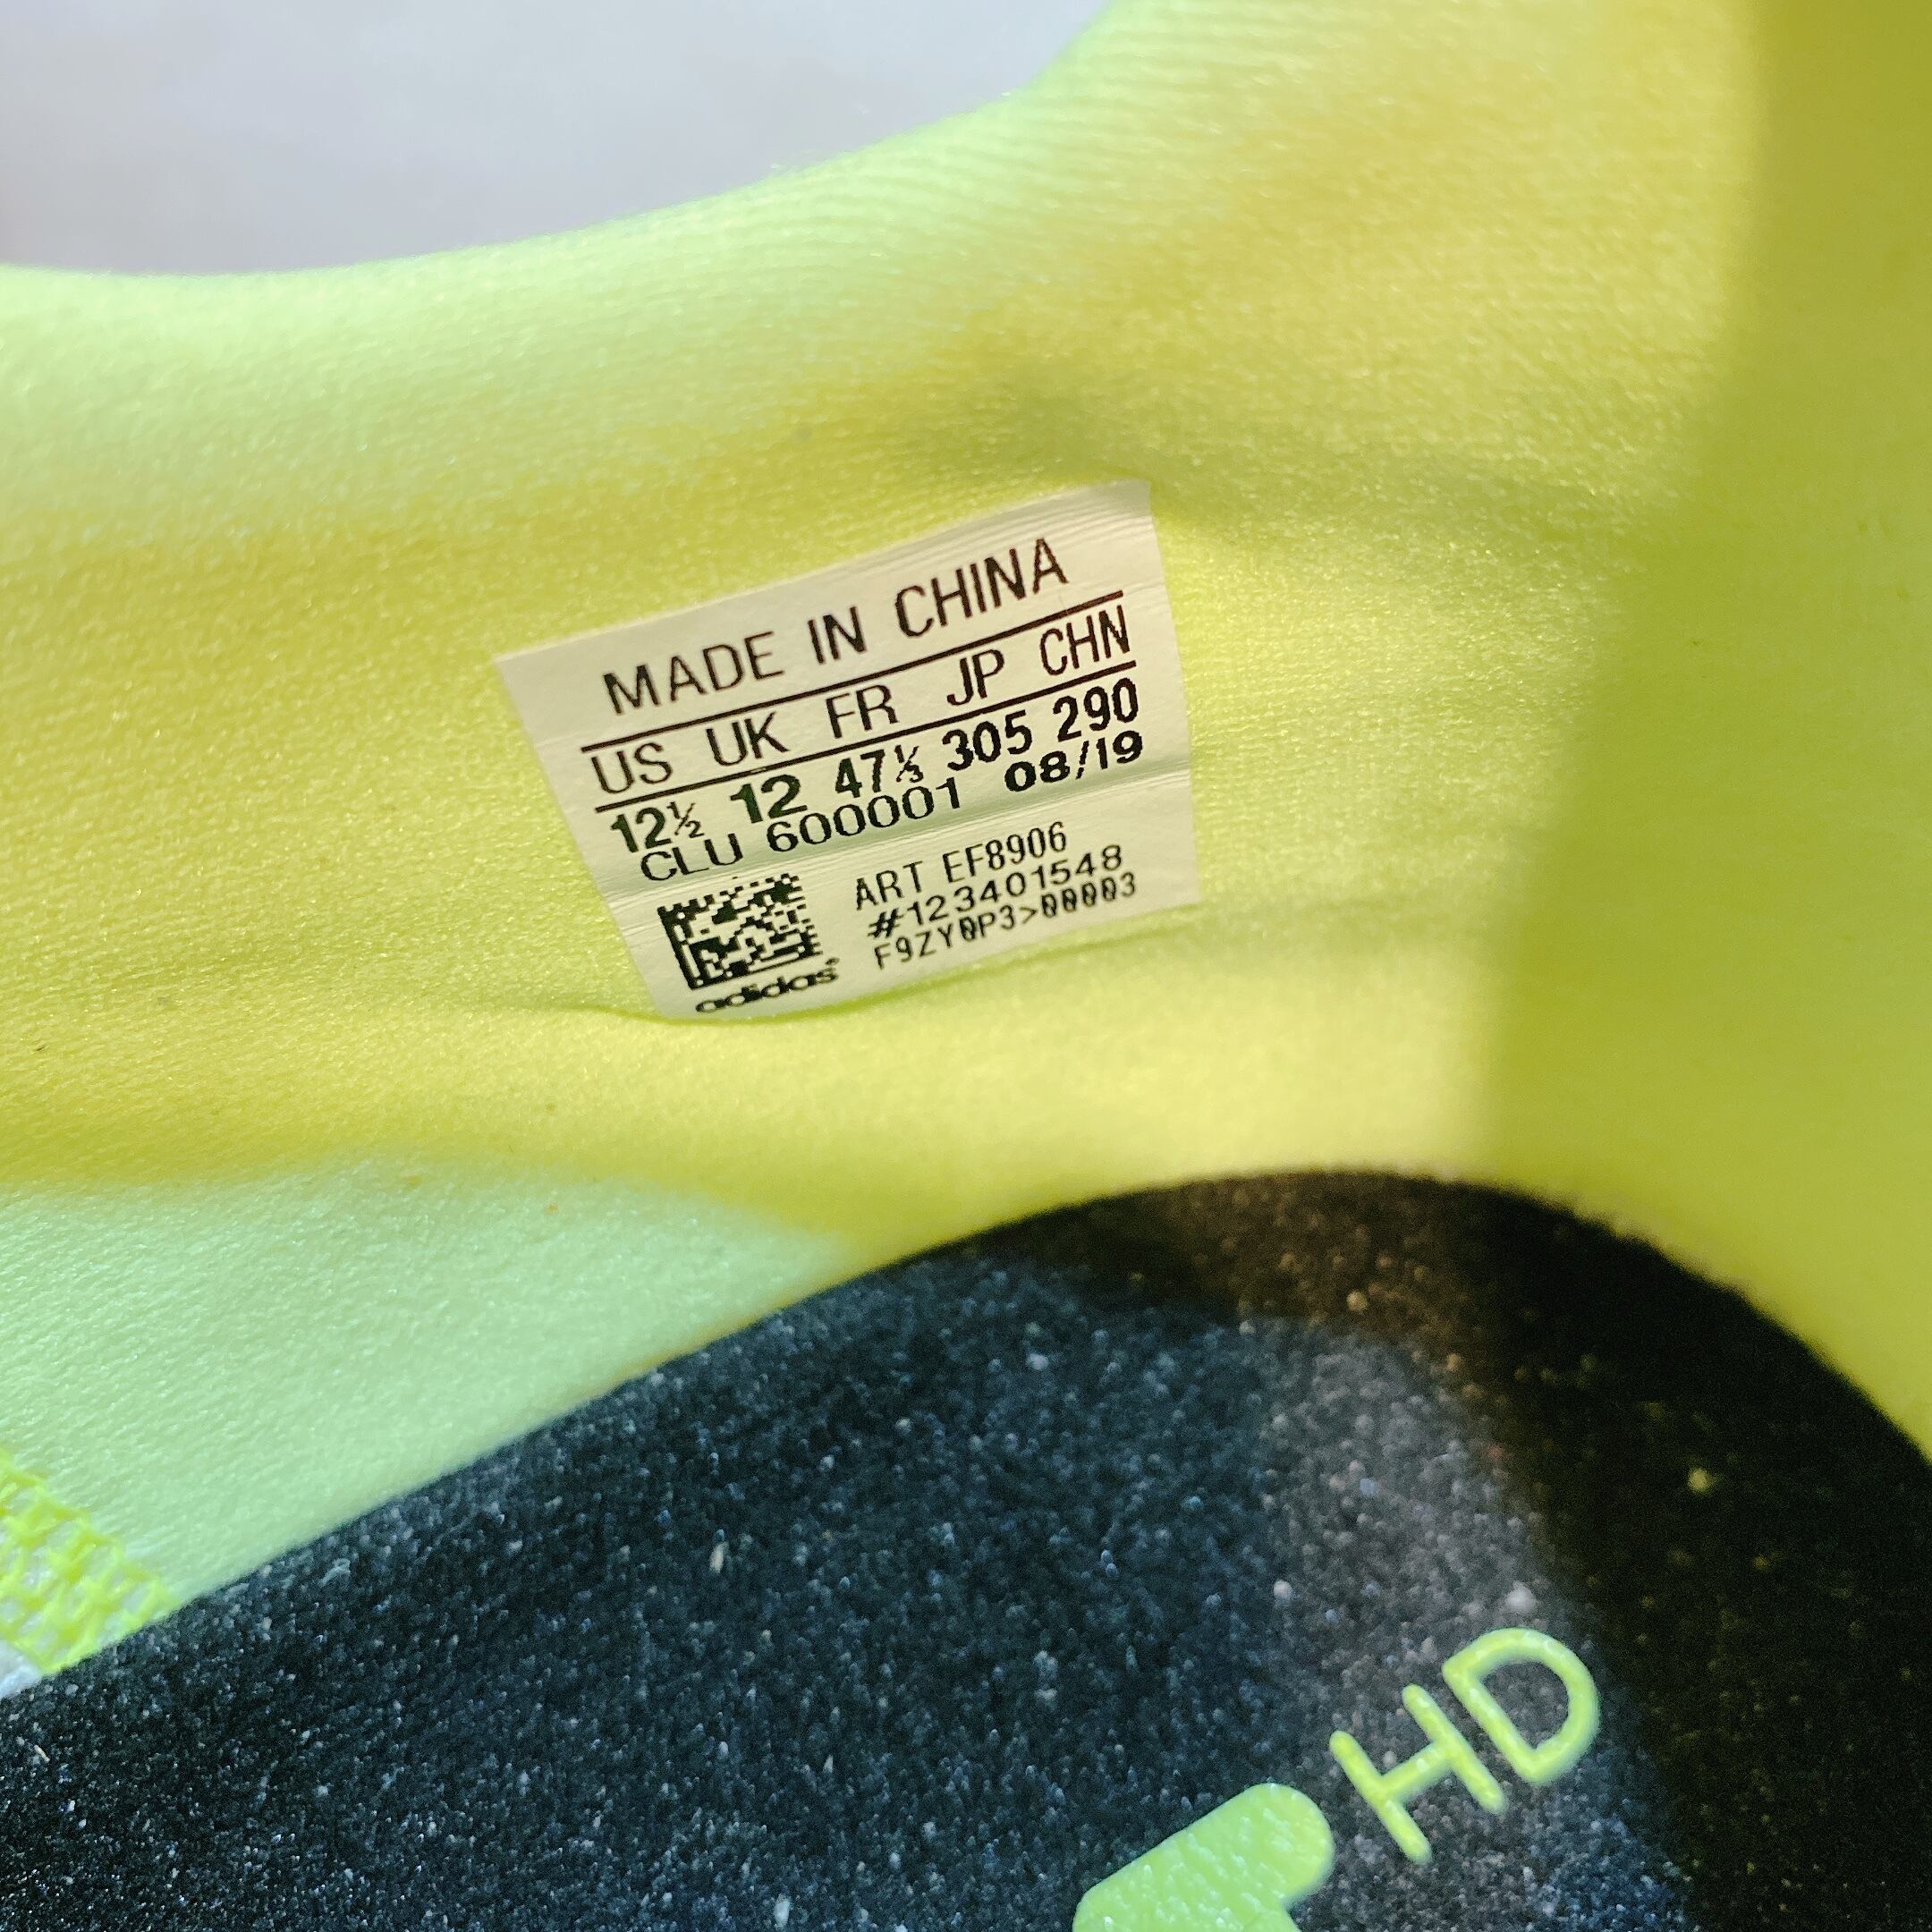 MADE IN CHINA
US UK FR JP CHN
12½ 12 47⅓ 305 290
CLU 600001 08/19
ART EF8906
#123401548
F9ZY0P3>00003
adidas
HD